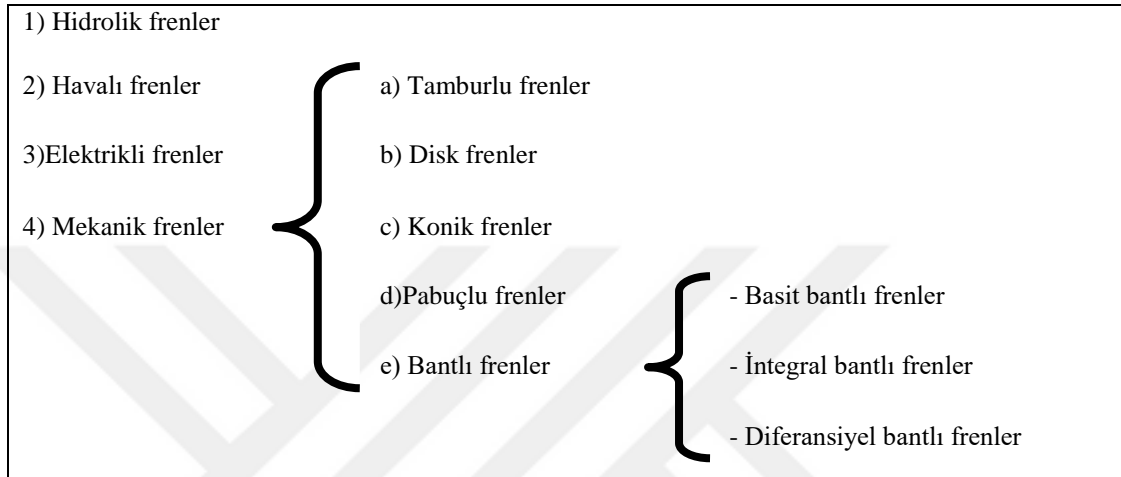 1) Hidrolik frenler
2) Havalı frenler
a) Tamburlu frenler
3)Elektrikli frenler
b) Disk frenler
4) Mekanik frenler
c) Konik frenler
d)Pabuçlu frenler
- Basit bantlı frenler
e) Bantlı frenler
- İntegral bantlı frenler
- Diferansiyel bantlı frenler